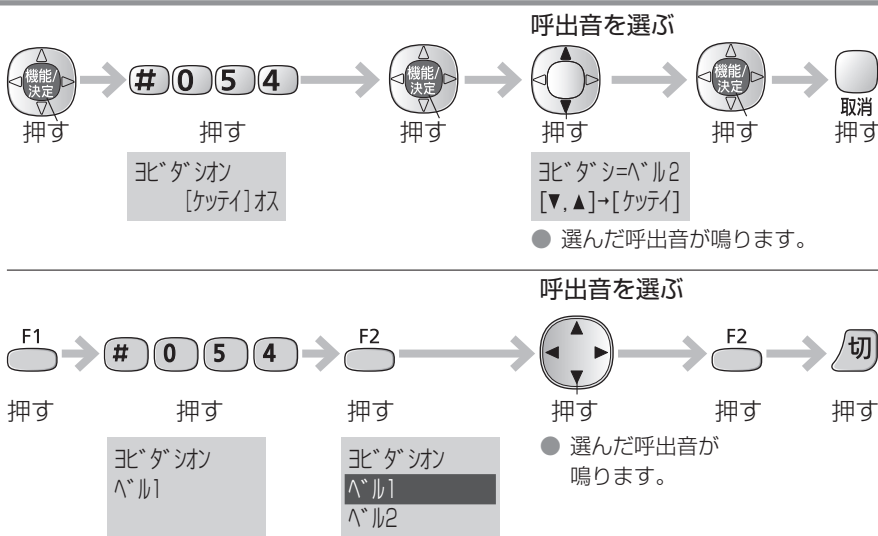 呼出音を選ぶ
機能/
決定
# 0 5 4
機能/
決定
機能/
決定
取消
押す 押す 押す 押す 押す 押す
ﾖﾋﾞﾀﾞｼｵﾝ
[ｹｯﾃｲ]ｵｽ
ﾖﾋﾞﾀﾞｼ=ﾍﾞﾙ2
[▼,▲]→[ｹｯﾃｲ]
● 選んだ呼出音が鳴ります。
呼出音を選ぶ
F1 # 0 5 4 F2 F2 切
押す 押す 押す 押す 押す 押す
ﾖﾋﾞﾀﾞｼｵﾝ
ﾍﾞﾙ1
ﾖﾋﾞﾀﾞｼｵﾝ
ﾍﾞﾙ1
ﾍﾞﾙ2
● 選んだ呼出音が
鳴ります。